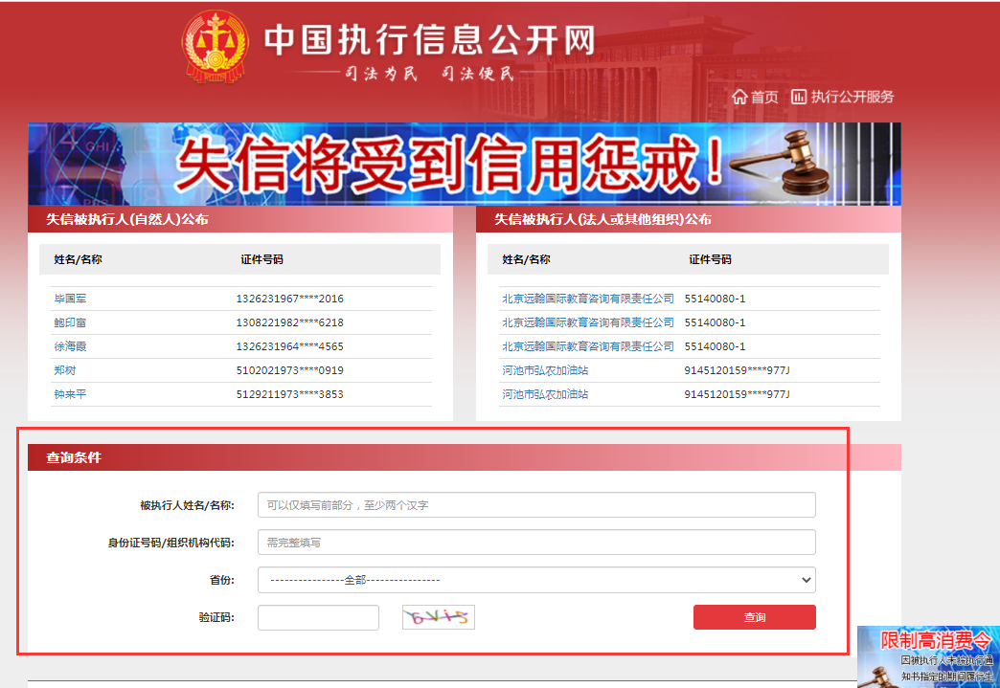 中国执行信息公开网
司法为民 司法便民
首页 执行公开服务
失信将受到信用惩戒!
失信被执行人(自然人)公布
姓名/名称 证件号码
毕国军 1326231967****2016
鲍印富 1308221982****6218
徐海霞 1326231964****4565
郑树 5102021973****0919
钟来平 5129211973****3853
失信被执行人(法人或其他组织)公布
姓名/名称 证件号码
北京远翰国际教育咨询有限责任公司 55140080-1
北京远翰国际教育咨询有限责任公司 55140080-1
北京远翰国际教育咨询有限责任公司 55140080-1
河池市弘农加油站 9145120159****977J
河池市弘农加油站 9145120159****977J
查询条件
被执行人姓名/名称: 可以仅填写前部分，至少两个汉字
身份证号码/组织机构代码: 需完整填写
省份: ----------------全部----------------
验证码: 查询
限制高消费令
因被执行人未按执行通
知书指定的期间履行生